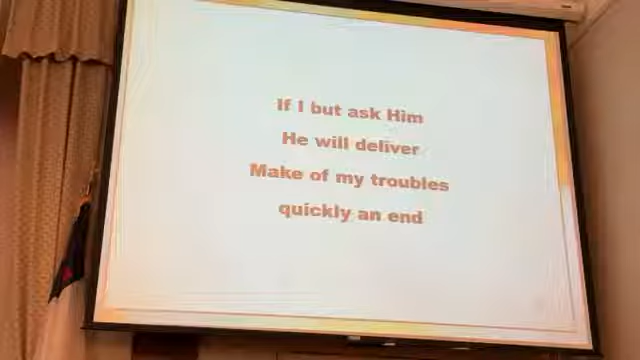 If I but ask Him
He will deliver
Make of my troubles
quickly an end